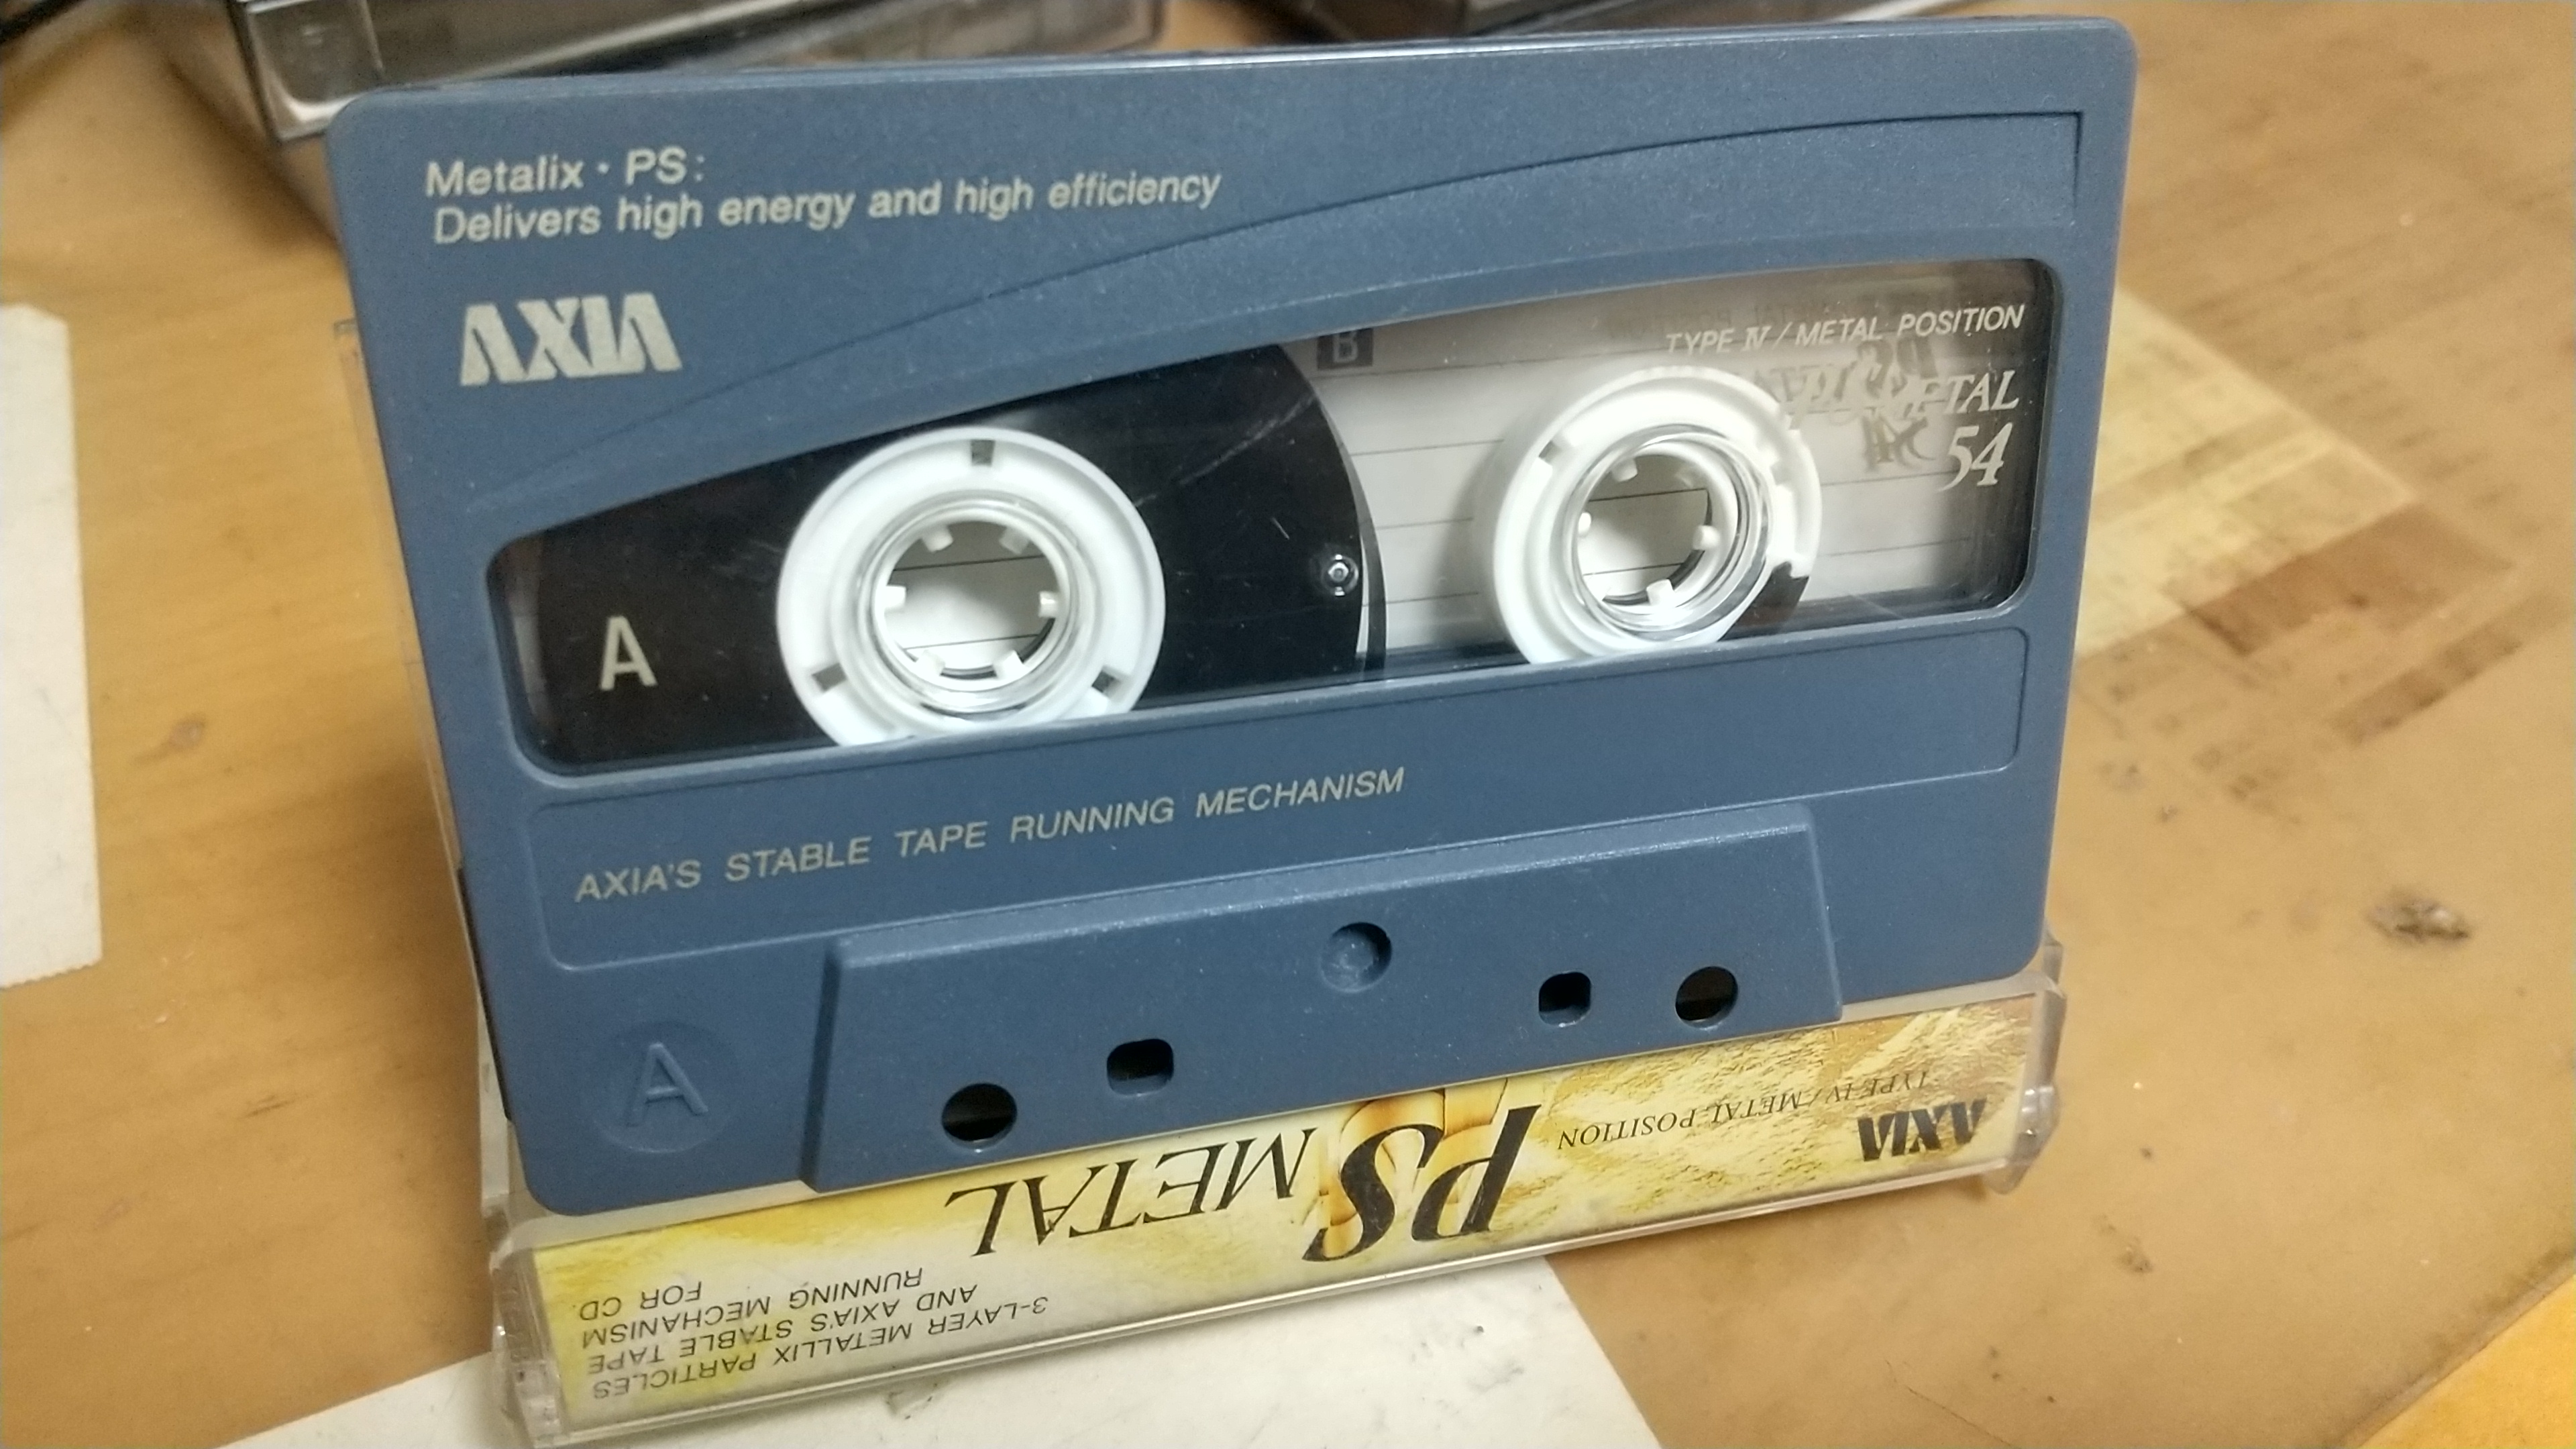 Metalix・PS:
Delivers high energy and high efficiency
AXIA
B
TYPE IV / METAL POSITION
METAL
54
A
AXIA'S STABLE TAPE RUNNING MECHANISM
A
AXIA
TYPE IV/METAL POSITION
PS METAL
3-LAYER METALLIX PARTICLES
AND AXIA'S STABLE TAPE
RUNNING MECHANISM
FOR CD.